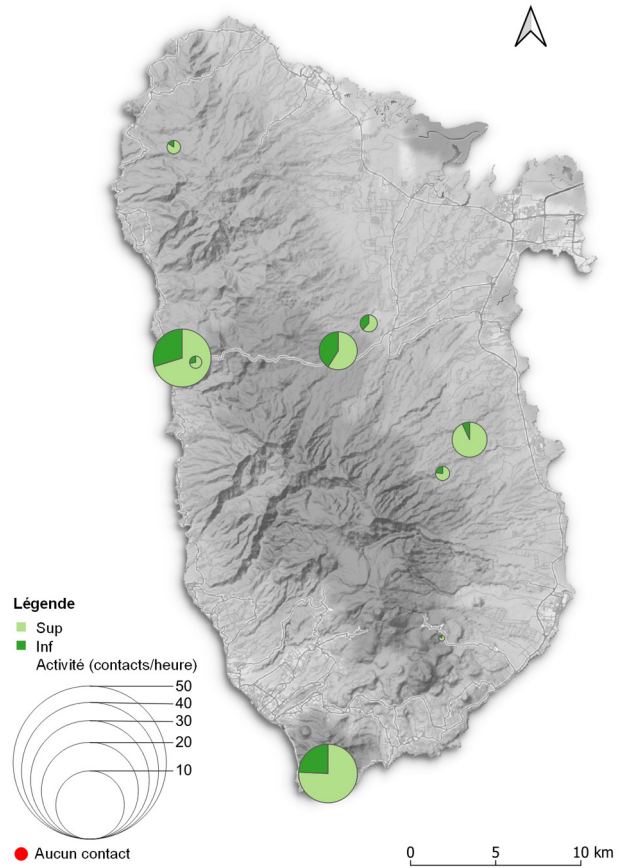 Légende
Sup
Inf
Activité (contacts/heure)
50
40
30
20
10
Aucun contact
0 5 10 km